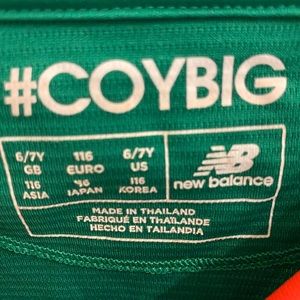 #COYBIG
6/7Y 116 6/7Y
GB EURO US
116 116
ASIA JAPAN KOREA
NB
new balance
MADE IN THAILAND
FABRIQUÉ EN THAÏLANDE
HECHO EN TAILANDIA